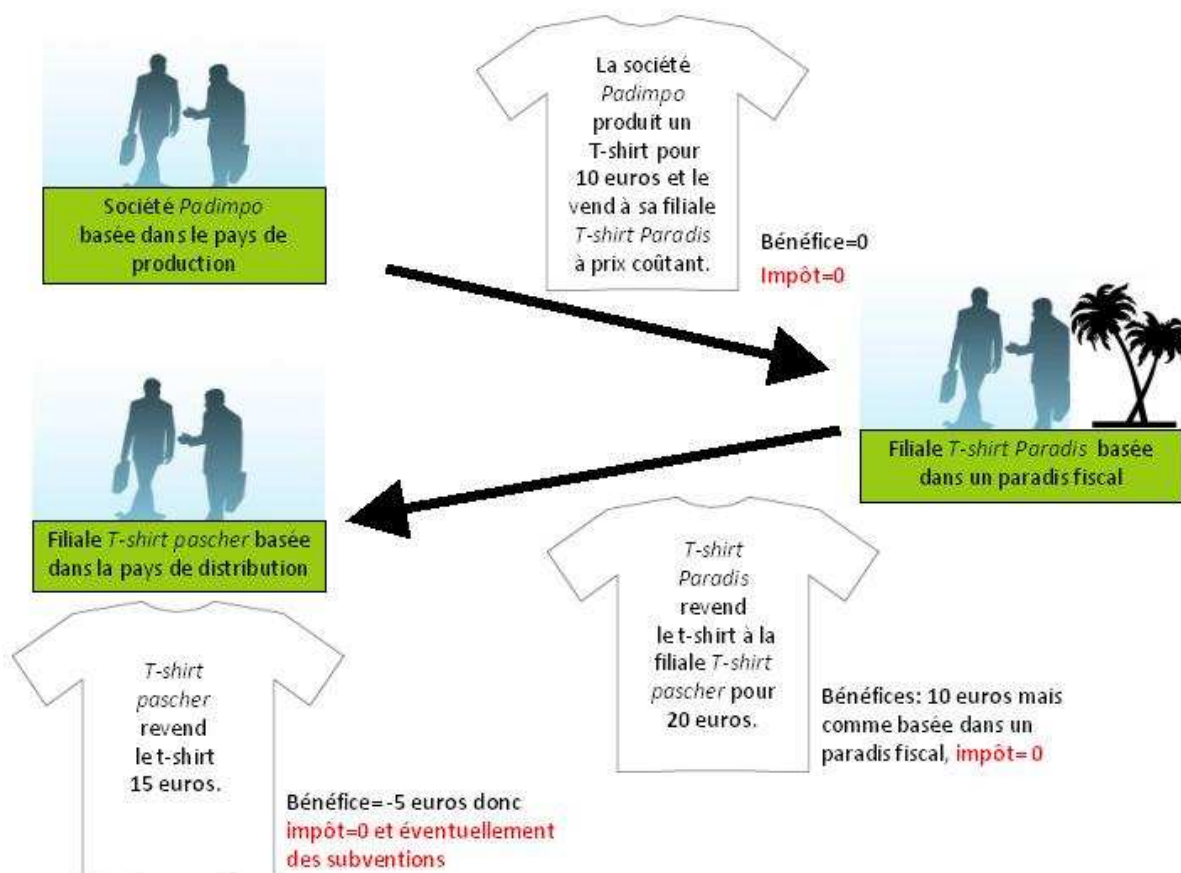 La société
Padimpo
produit un
T-shirt pour
10 euros et le
vend à sa filiale
T-shirt Paradis
à prix coûtant.
Société Padimpo
basée dans le pays de
production
Bénéfice=0
Impôt=0
Filiale T-shirt Paradis basée
dans un paradis fiscal
Filiale T-shirt pascher basée
dans la pays de distribution
T-shirt
Paradis
revend
le t-shirt à la
filiale T-shirt
pascher pour
20 euros.
Bénéfices: 10 euros mais
comme basée dans un
paradis fiscal, impôt= 0
T-shirt
pascher
revend
le t-shirt
15 euros.
Bénéfice= -5 euros donc
impôt=0 et éventuellement
des subventions